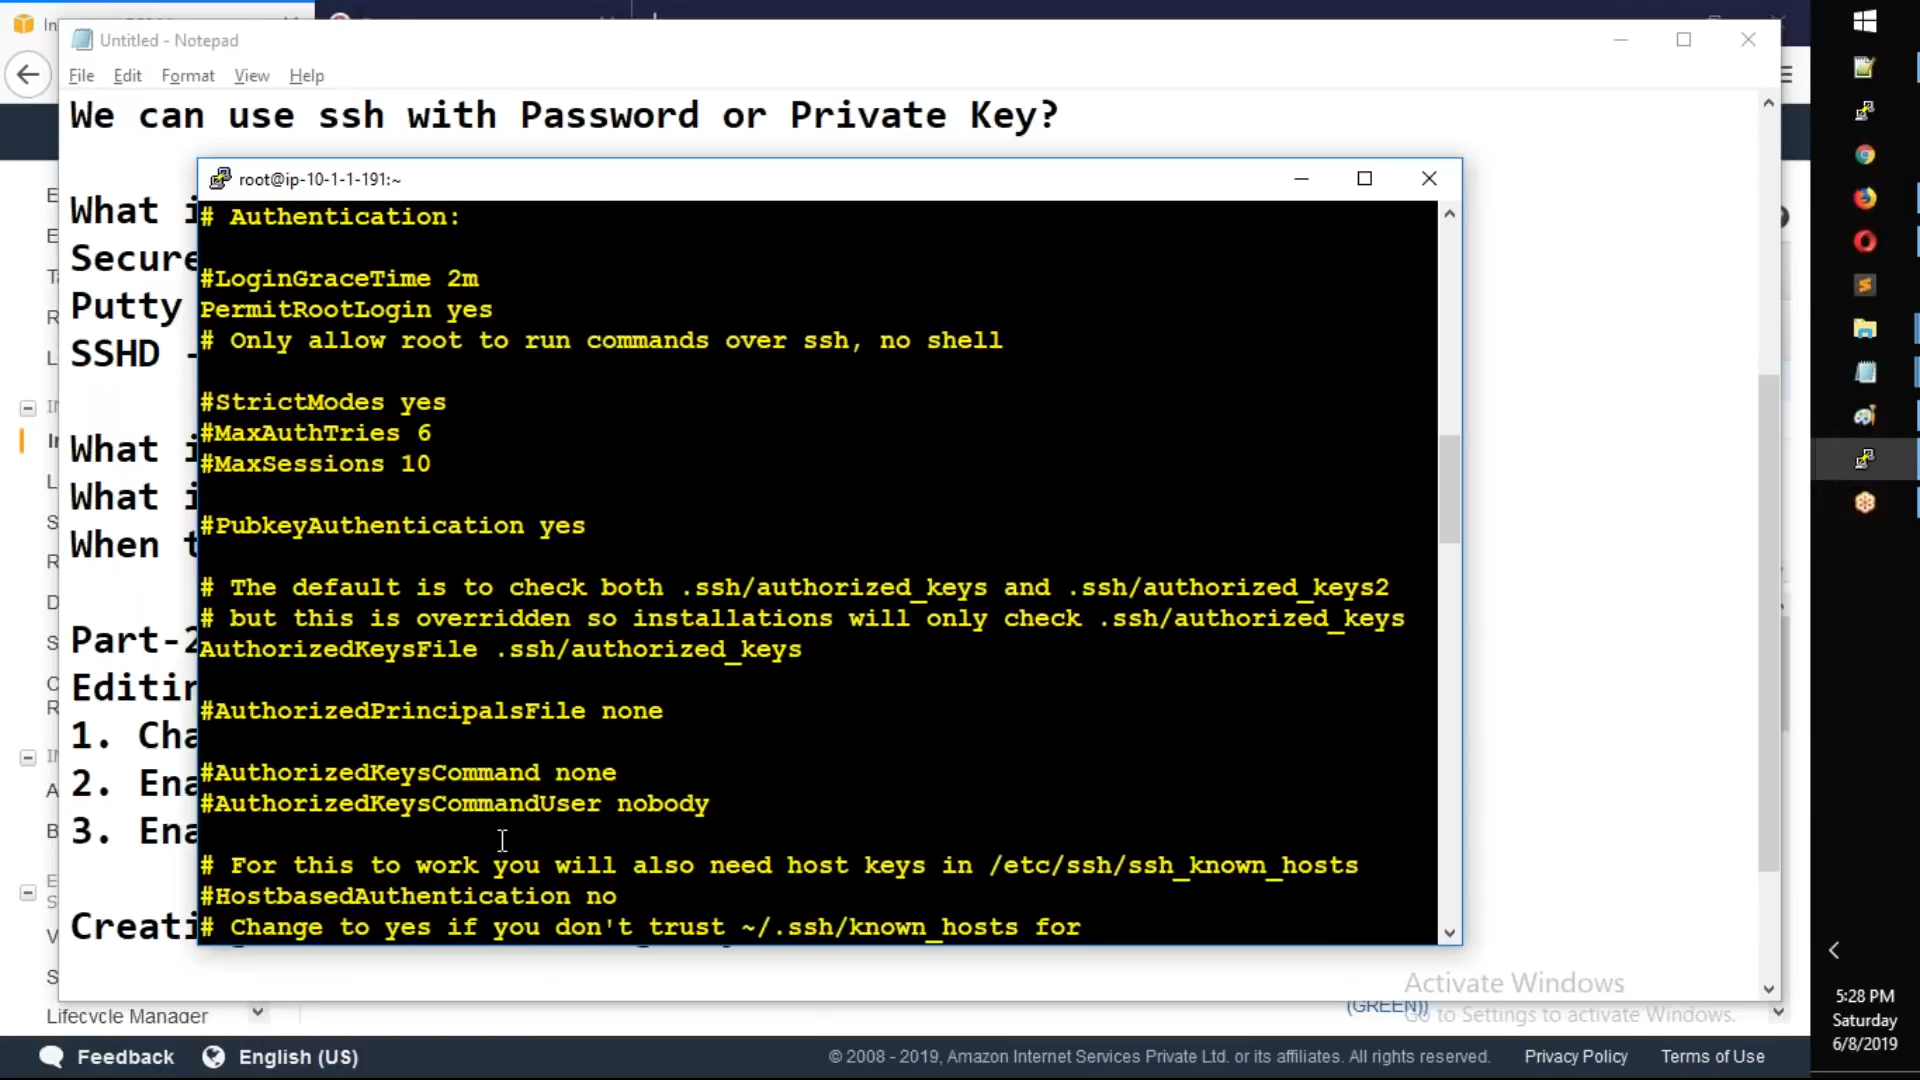 Untitled - Notepad
File Edit Format View Help
We can use ssh with Password or Private Key?
What i
Secure
Putty
SSHD -
What i
What i
When t
Part-2
Editin
1. Cha
2. Ena
3. Ena
Creati
root@ip-10-1-1-191:~
# Authentication:
#LoginGraceTime 2m
PermitRootLogin yes
# Only allow root to run commands over ssh, no shell
#StrictModes yes
#MaxAuthTries 6
#MaxSessions 10
#PubkeyAuthentication yes
# The default is to check both .ssh/authorized_keys and .ssh/authorized_keys2
# but this is overridden so installations will only check .ssh/authorized_keys
AuthorizedKeysFile .ssh/authorized_keys
#AuthorizedPrincipalsFile none
#AuthorizedKeysCommand none
#AuthorizedKeysCommandUser nobody
# For this to work you will also need host keys in /etc/ssh/ssh_known_hosts
#HostbasedAuthentication no
# Change to yes if you don't trust ~/.ssh/known_hosts for
Activate Windows
Go to Settings to activate Windows.
(GREEN))
Lifecycle Manager
Feedback English (US)
© 2008 - 2019, Amazon Internet Services Private Ltd. or its affiliates. All rights reserved. Privacy Policy Terms of Use
5:28 PM
Saturday
6/8/2019